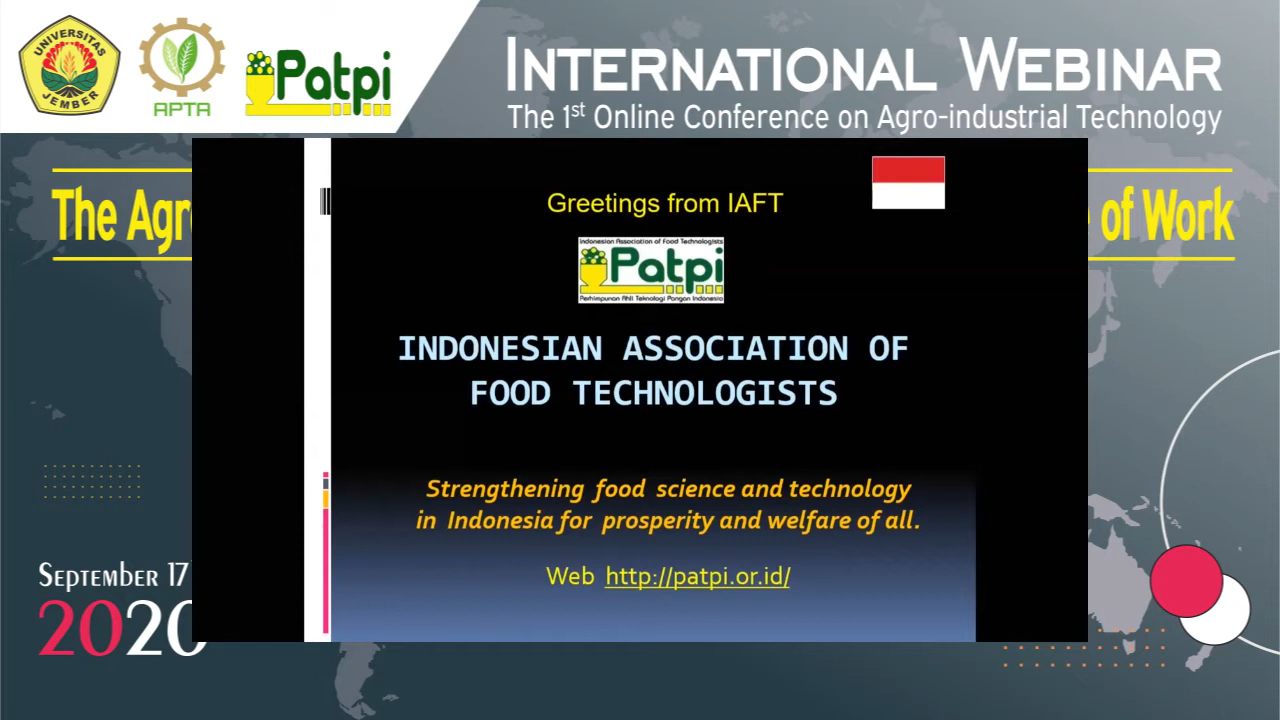 UNIVERSITAS
JEMBER
APTA
Patpi
INTERNATIONAL WEBINAR
The 1st Online Conference on Agro-industrial Technology
The
of Work
Greetings from IAFT
Indonesian Association of Food Technologists
Patpi
Perhimpunan Ahli Teknologi Pangan Indonesia
INDONESIAN ASSOCIATION OF
FOOD TECHNOLOGISTS
Strengthening food science and technology
in Indonesia for prosperity and welfare of all.
Web http://patpi.or.id/
September 17
2020